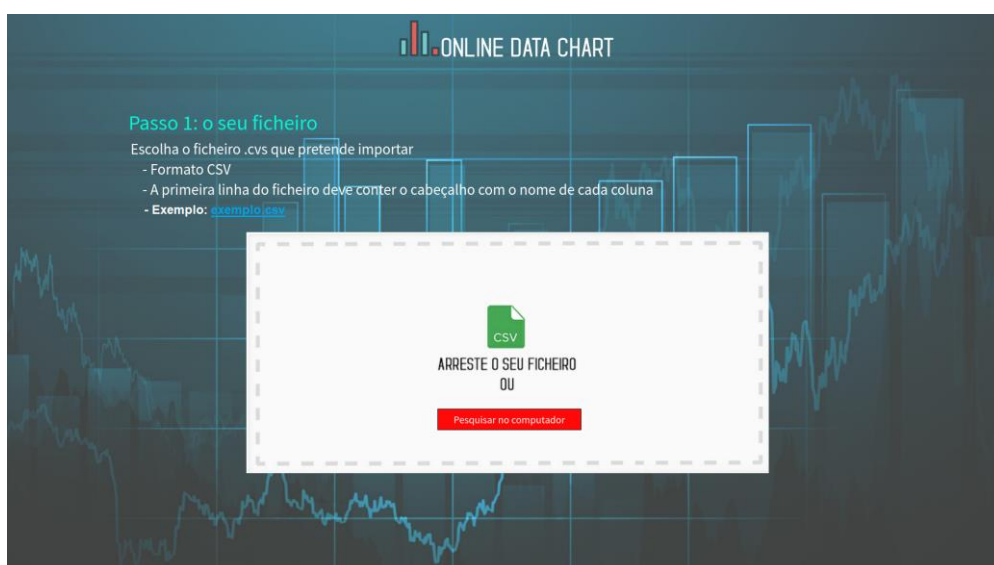 ONLINE DATA CHART
Passo 1: o seu ficheiro
Escolha o ficheiro .cvs que pretende importar
- Formato CSV
- A primeira linha do ficheiro deve conter o cabeçalho com o nome de cada coluna
- Exemplo: exemplo.csv
CSV
ARRESTE O SEU FICHEIRO
OU
Pesquisar no computador